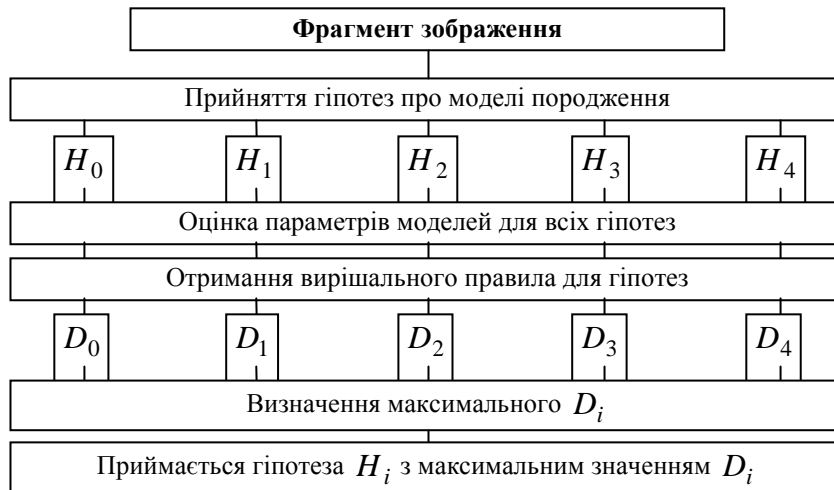 Фрагмент зображення
Прийняття гіпотез про моделі породження
H0 H1 H2 H3 H4
Оцінка параметрів моделей для всіх гіпотез
Отримання вирішального правила для гіпотез
D0 D1 D2 D3 D4
Визначення максимального Di
Приймається гіпотеза Hi з максимальним значенням Di